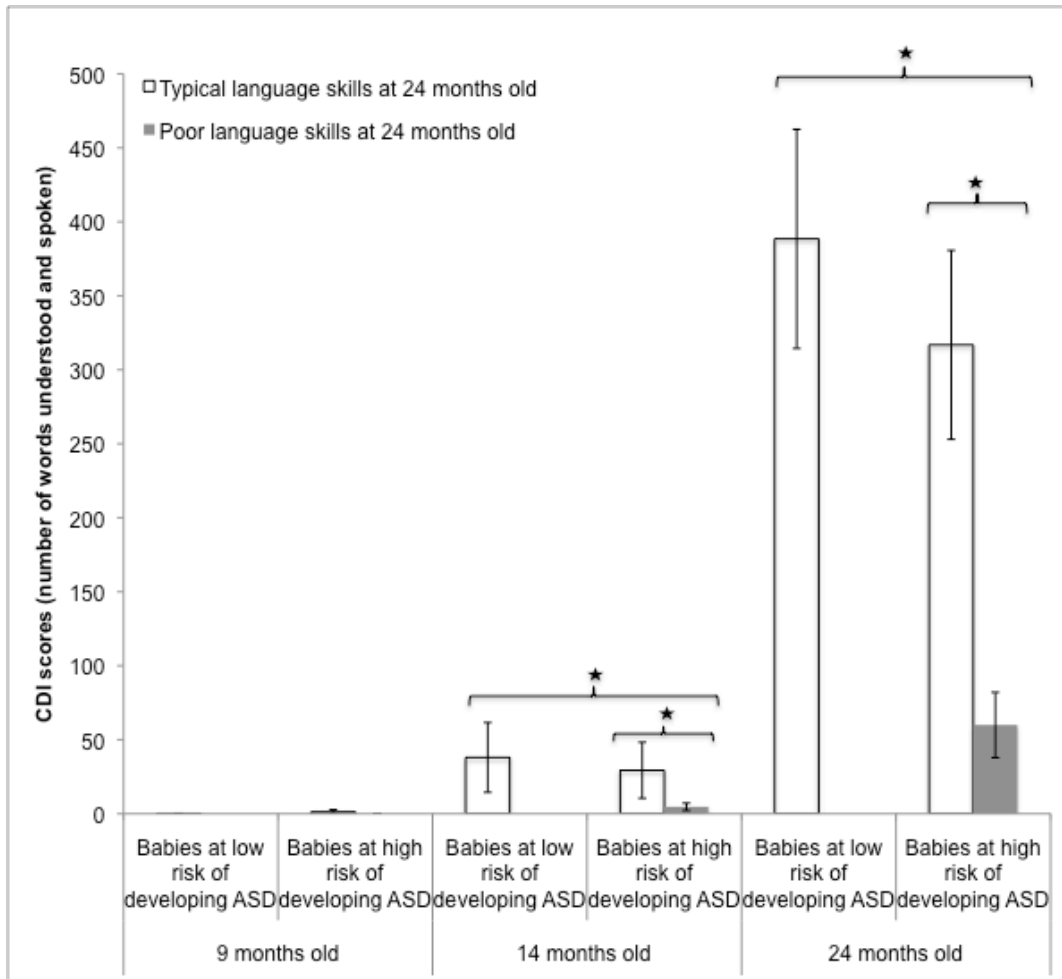 Typical language skills at 24 months old
Poor language skills at 24 months old
CDI scores (number of words understood and spoken)
500
450
400
350
300
250
200
150
100
50
0
Babies at low
risk of
developing ASD
Babies at high
risk of
developing ASD
Babies at low
risk of
developing ASD
Babies at high
risk of
developing ASD
Babies at low
risk of
developing ASD
Babies at high
risk of
developing ASD
9 months old
14 months old
24 months old